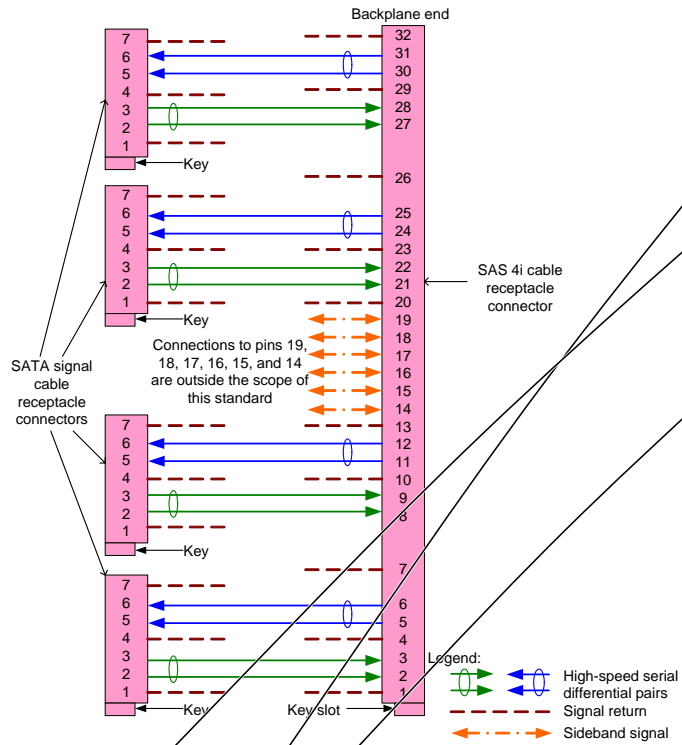 Backplane end
7
6
5
4
3
2
1
Key
7
6
5
4
3
2
1
Key
7
6
5
4
3
2
1
Key
7
6
5
4
3
2
1
Key
32
31
30
29
28
27
26
25
24
23
22
21
20
19
18
17
16
15
14
13
12
11
10
9
8
7
6
5
4
3
2
1
Key slot
SATA signal
cable
receptacle
connectors
Connections to pins 19,
18, 17, 16, 15, and 14
are outside the scope of
this standard
SAS 4i cable
receptacle
connector
Legend:
High-speed serial
differential pairs
Signal return
Sideband signal